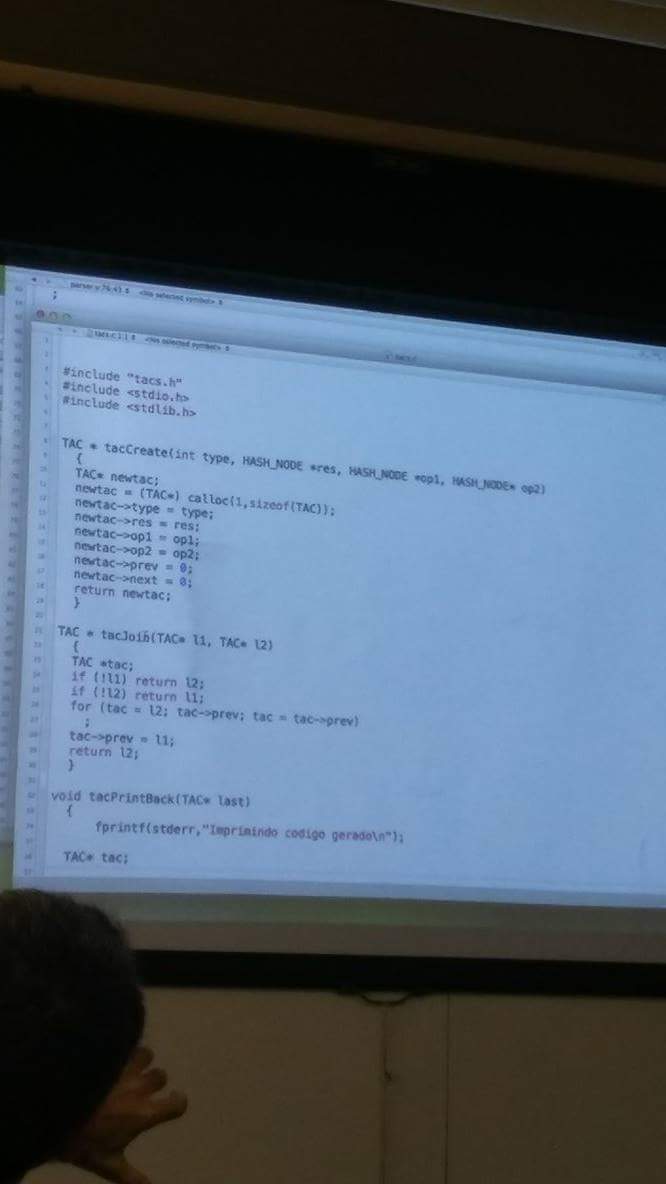 parser.y:76:43 <No selected symbol>
;
tacs.c:1:1 <No selected symbol>
tacs.c
#include "tacs.h"
#include <stdio.h>
#include <stdlib.h>
TAC * tacCreate(int type, HASH_NODE *res, HASH_NODE *op1, HASH_NODE* op2)
{
TAC* newtac;
newtac = (TAC*) calloc(1,sizeof(TAC));
newtac->type = type;
newtac->res = res;
newtac->op1 = op1;
newtac->op2 = op2;
newtac->prev = 0;
newtac->next = 0;
return newtac;
}
TAC * tacJoin(TAC* l1, TAC* l2)
{
TAC *tac;
if (!l1) return l2;
if (!l2) return l1;
for (tac = l2; tac->prev; tac = tac->prev)
;
tac->prev = l1;
return l2;
}
void tacPrintBack(TAC* last)
{
fprintf(stderr,"Imprimindo codigo gerado\n");
TAC* tac;